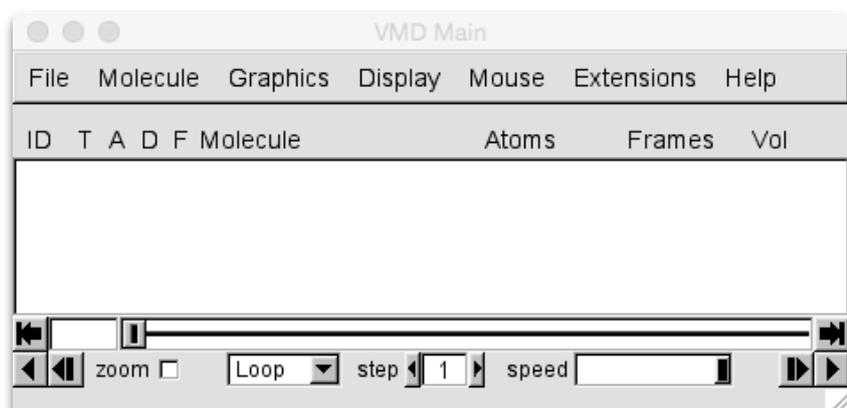 VMD Main
File Molecule Graphics Display Mouse Extensions Help
ID T A D F Molecule Atoms Frames Vol
zoom Loop step 1 speed